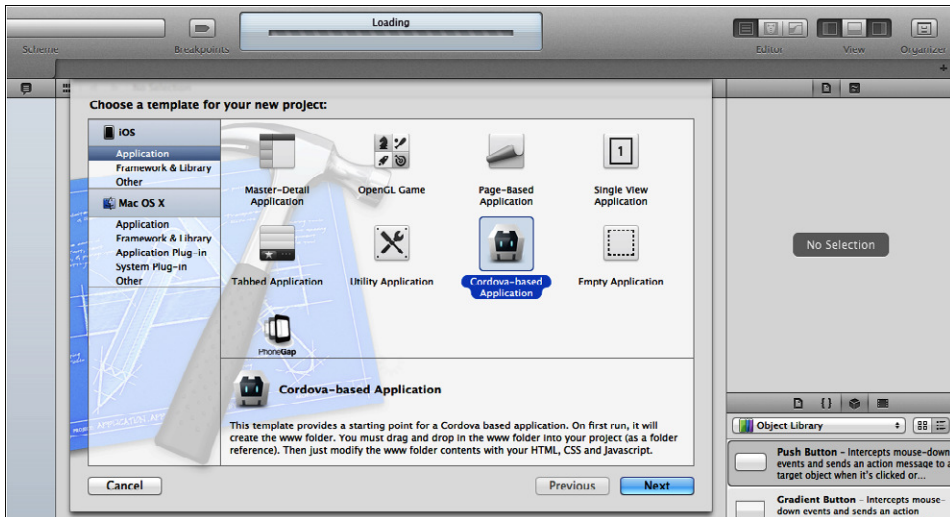 Loading
Scheme
Breakpoints
Editor
View
Organizer
No Selection
Choose a template for your new project:
iOS
Application
Framework & Library
Other
Mac OS X
Application
Framework & Library
Application Plug-in
System Plug-in
Other
Master-Detail
Application
OpenGL Game
Page-Based
Application
1
Single View
Application
Tabbed Application
Utility Application
Cordova-based
Application
Empty Application
PhoneGap
Cordova-based Application
This template provides a starting point for a Cordova based application. On first run, it will
create the www folder. You must drag and drop in the www folder into your project (as a folder
reference). Then just modify the www folder contents with your HTML, CSS and Javascript.
Cancel
Previous
Next
No Selection
{}
Object Library
Push Button - Intercepts mouse-down
events and sends an action message to a
target object when it's clicked or...
Gradient Button - Intercepts mouse-
down events and sends an action